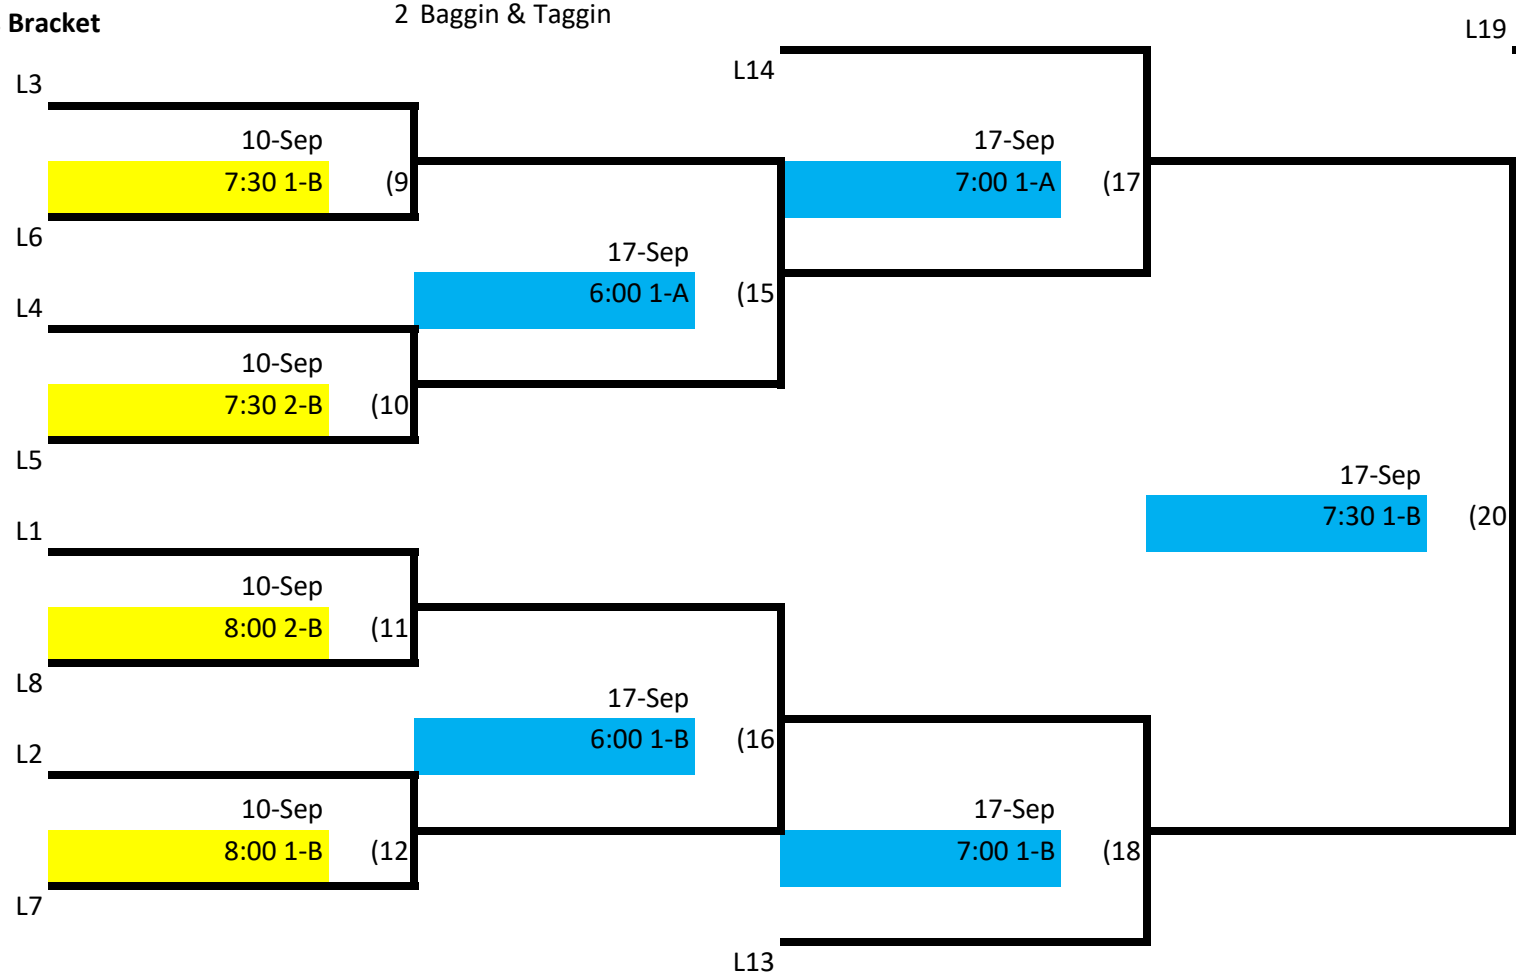 2 Baggin & Taggin
Bracket
L19
L14
L3
10-Sep
17-Sep
7:30 1-B (9
7:00 1-A (17
L6
17-Sep
6:00 1-A (15
L4
10-Sep
7:30 2-B (10
L5
17-Sep
7:30 1-B (20
L1
10-Sep
8:00 2-B (11
L8
17-Sep
6:00 1-B (16
L2
10-Sep
17-Sep
8:00 1-B (12
7:00 1-B (18
L7
L13